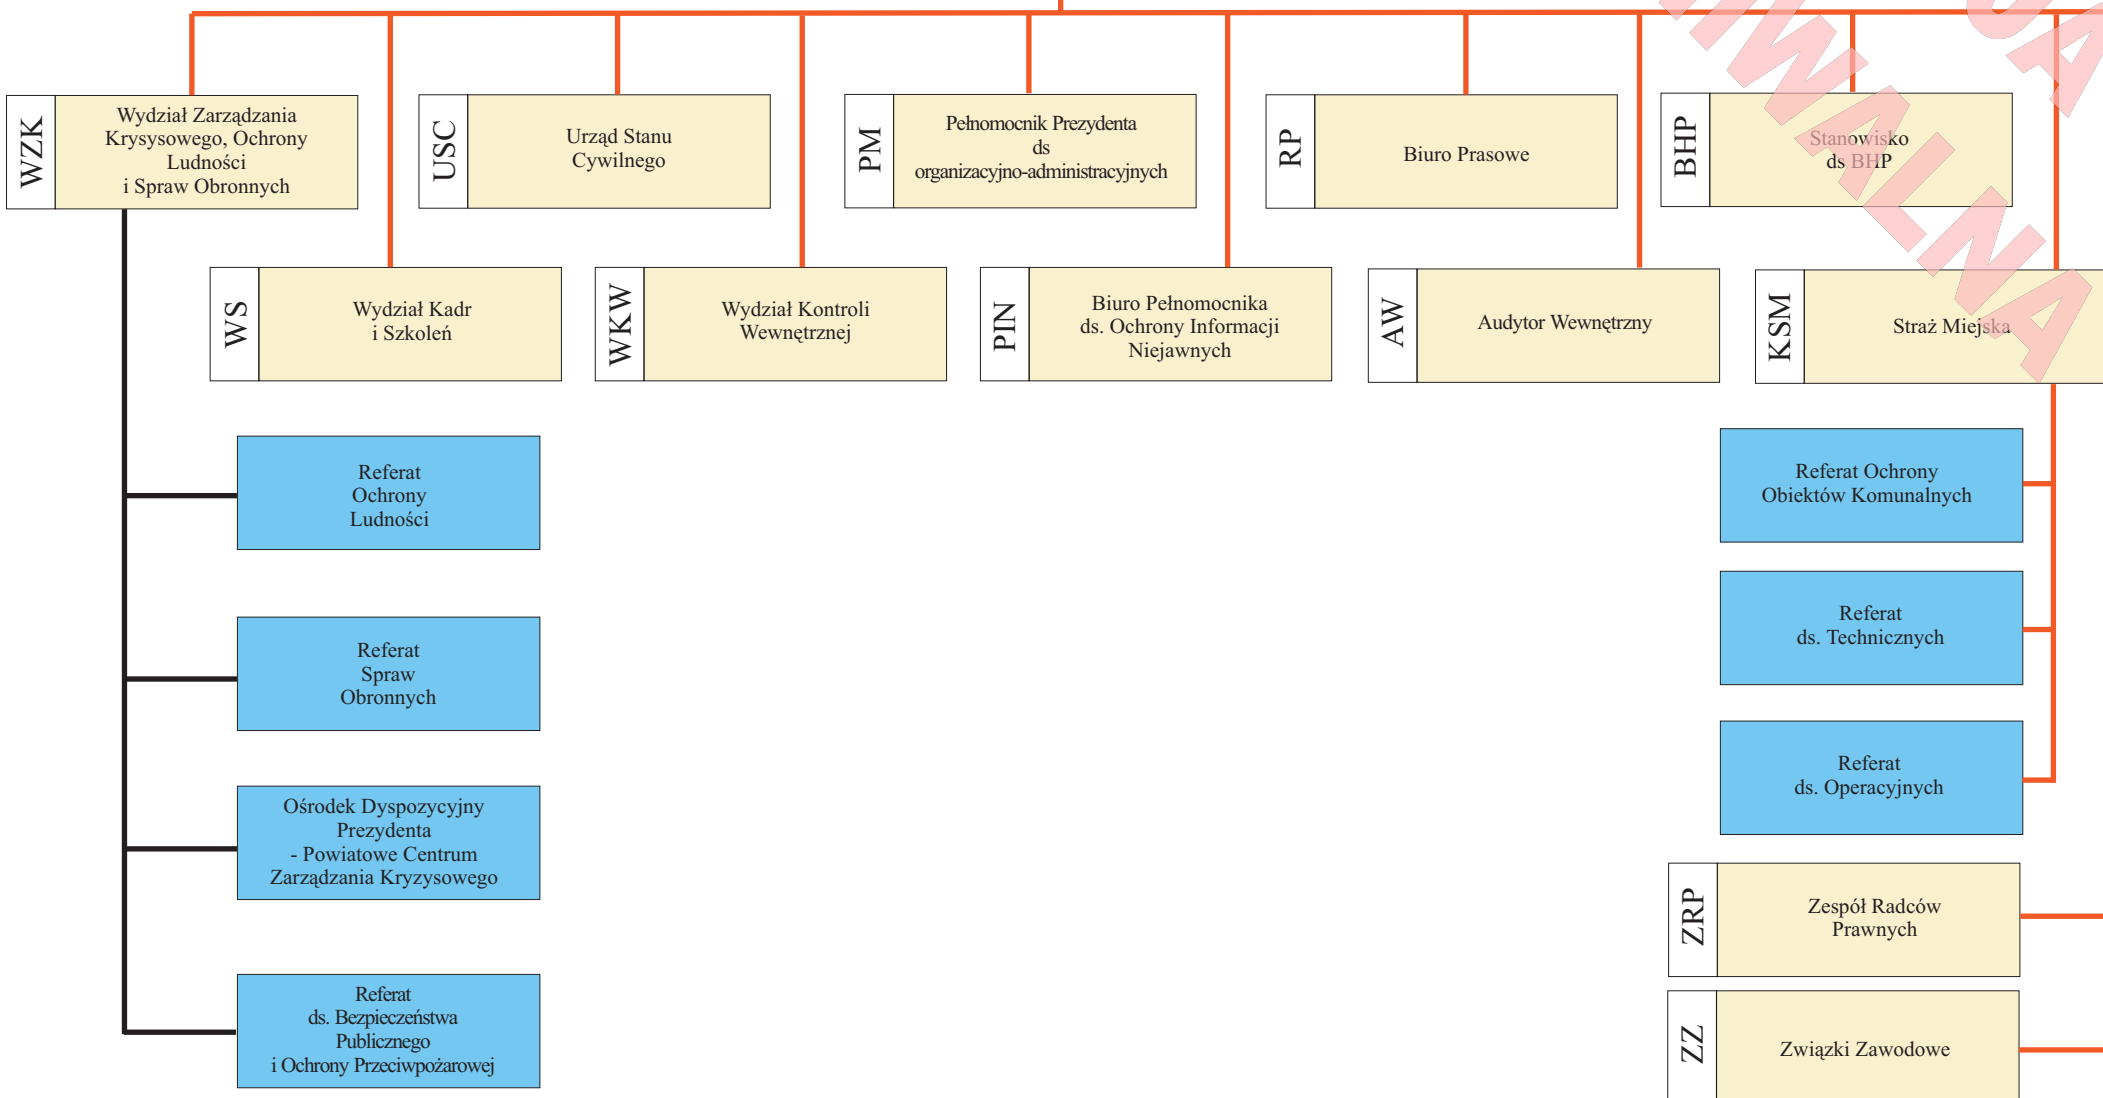 WZK
Wydział Zarządzania
Krysysowego, Ochrony
Ludności
i Spraw Obronnych
USC
Urząd Stanu
Cywilnego
PM
Pełnomocnik Prezydenta
ds
organizacyjno-administracyjnych
RP
Biuro Prasowe
BHP
Stanowisko
ds BHP
WS
Wydział Kadr
i Szkoleń
WKW
Wydział Kontroli
Wewnętrznej
PIN
Biuro Pełnomocnika
ds. Ochrony Informacji
Niejawnych
AW
Audytor Wewnętrzny
KSM
Straż Miejska
Referat
Ochrony
Ludności
Referat
Spraw
Obronnych
Ośrodek Dyspozycyjny
Prezydenta
- Powiatowe Centrum
Zarządzania Kryzysowego
Referat
ds. Bezpieczeństwa
Publicznego
i Ochrony Przeciwpożarowej
Referat Ochrony
Obiektów Komunalnych
Referat
ds. Technicznych
Referat
ds. Operacyjnych
ZRP
Zespół Radców
Prawnych
ZZ
Związki Zawodowe